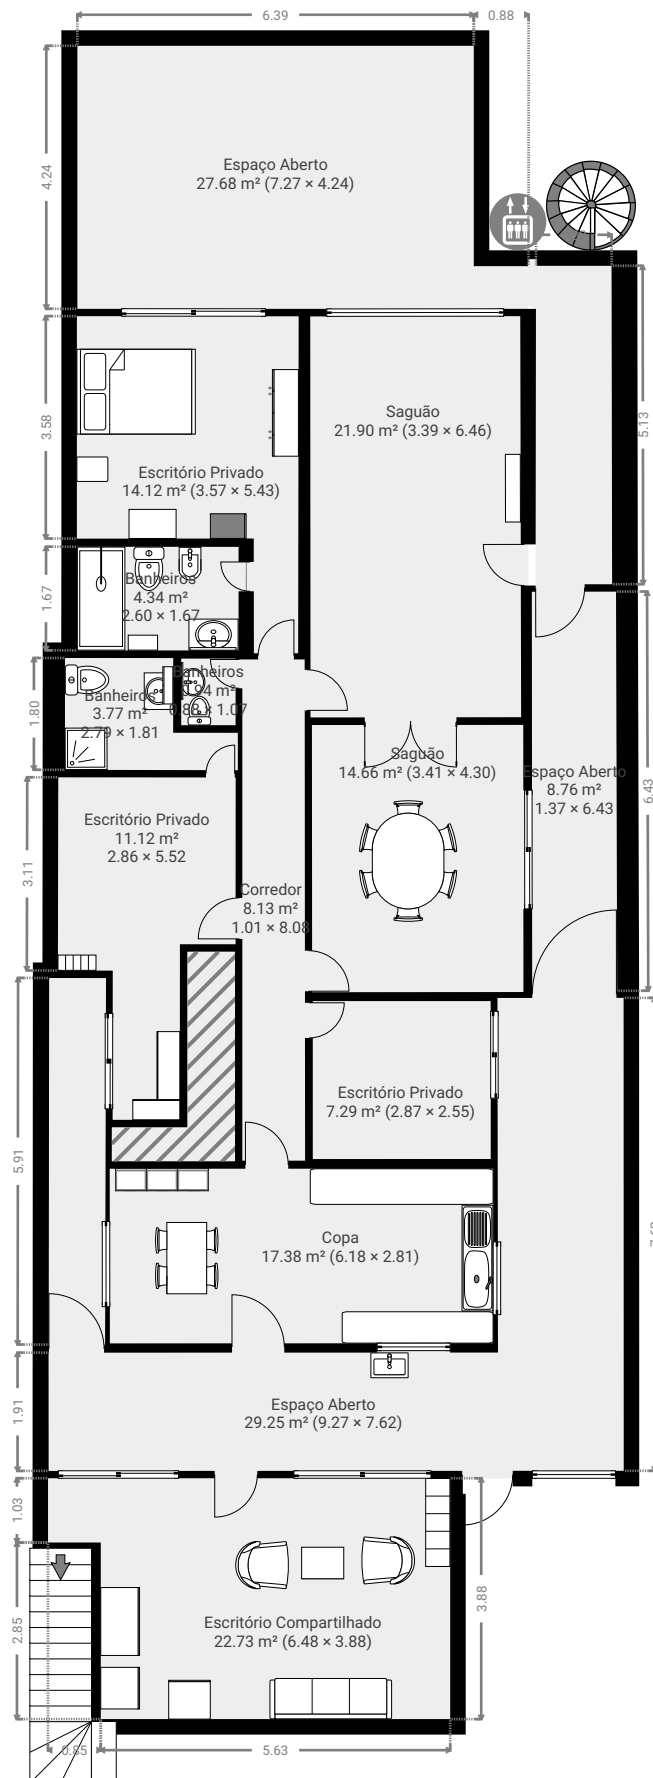 6.39
0.88
4.24
Espaço Aberto
27.68 m² (7.27 × 4.24)
3.58
5.13
Saguão
21.90 m² (3.39 × 6.46)
Escritório Privado
14.12 m² (3.57 × 5.43)
1.67
Banheiros
4.34 m²
2.60 × 1.67
1.80
Banheiros
3.77 m²
2.79 × 1.81
Banheiros
0.88 × 1.07
Saguão
14.66 m² (3.41 × 4.30)
Espaço Aberto
8.76 m²
1.37 × 6.43
6.43
3.11
Escritório Privado
11.12 m²
2.86 × 5.52
Corredor
8.13 m²
1.01 × 8.08
5.91
Escritório Privado
7.29 m² (2.87 × 2.55)
Copa
17.38 m² (6.18 × 2.81)
1.91
Espaço Aberto
29.25 m² (9.27 × 7.62)
1.03
3.88
2.85
Escritório Compartilhado
22.73 m² (6.48 × 3.88)
0.85
5.63